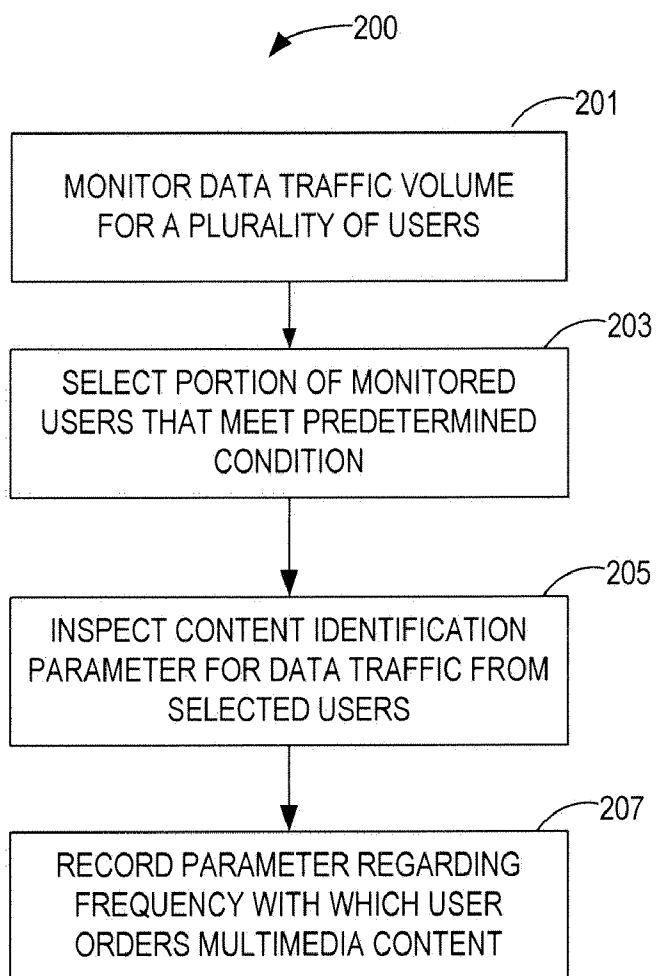 200
201
MONITOR DATA TRAFFIC VOLUME
FOR A PLURALITY OF USERS
203
SELECT PORTION OF MONITORED
USERS THAT MEET PREDETERMINED
CONDITION
205
INSPECT CONTENT IDENTIFICATION
PARAMETER FOR DATA TRAFFIC FROM
SELECTED USERS
207
RECORD PARAMETER REGARDING
FREQUENCY WITH WHICH USER
ORDERS MULTIMEDIA CONTENT